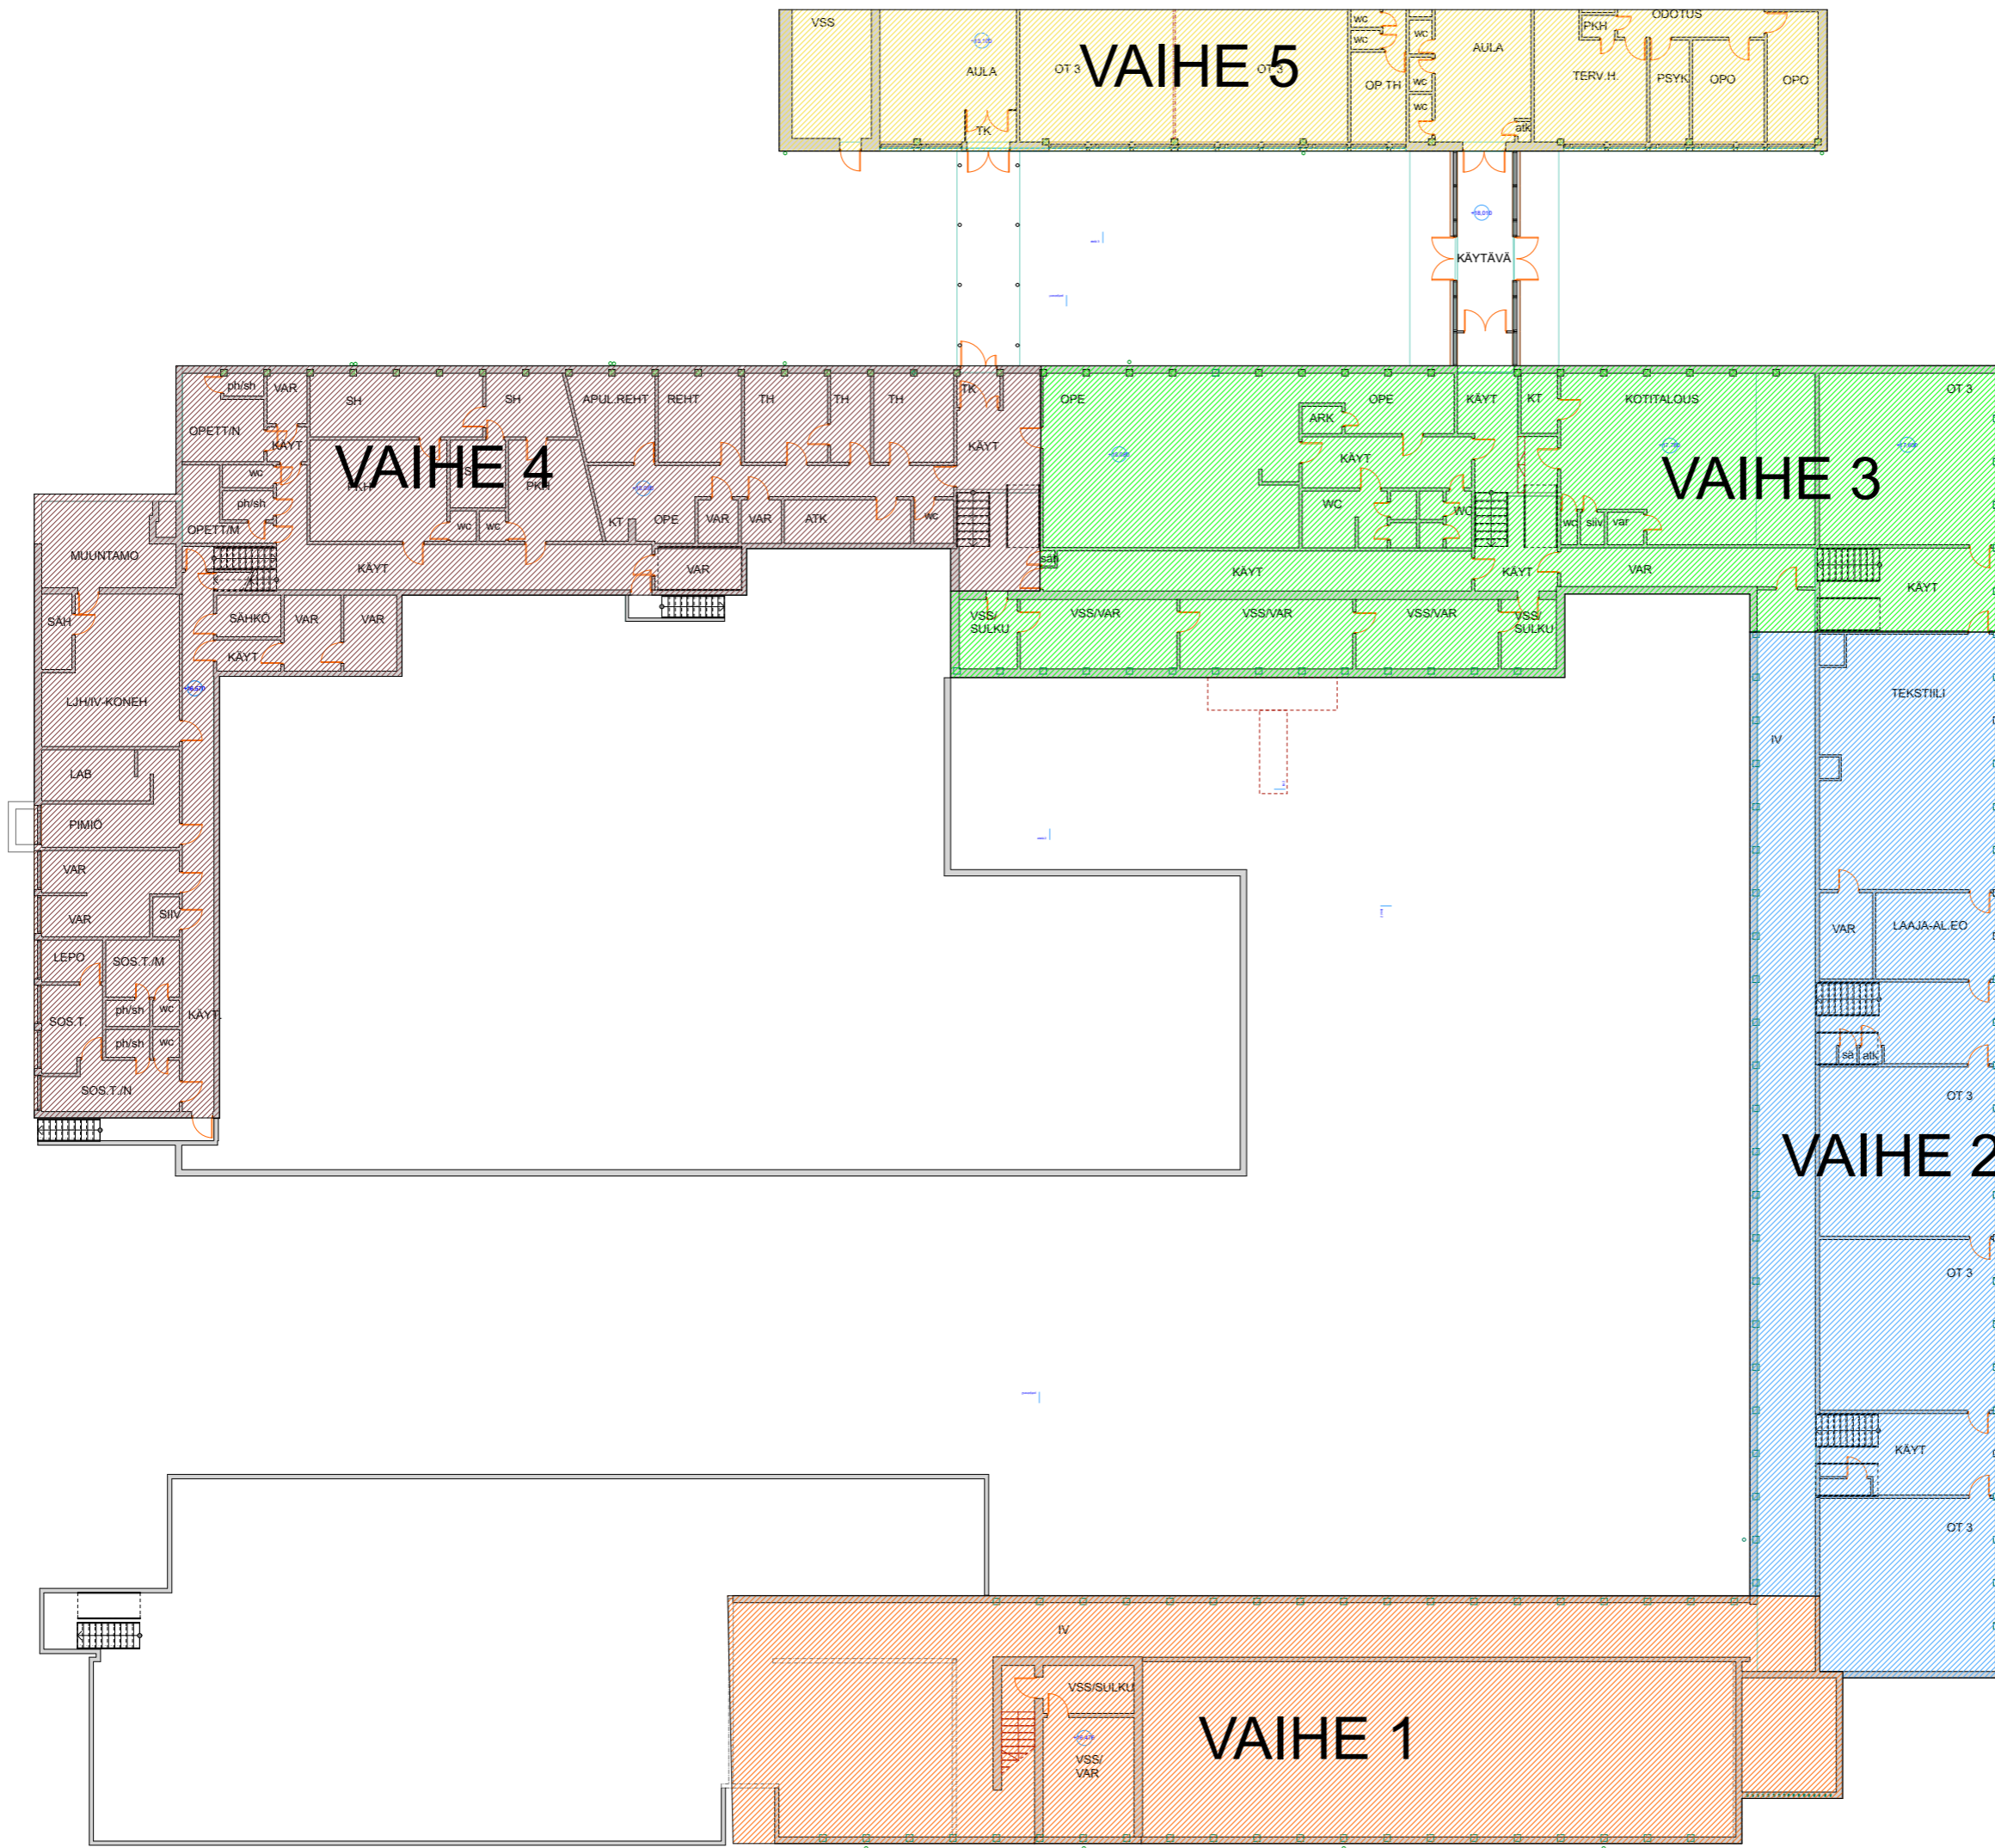 VSS
AULA
TK
OT 3
VAIHE 5
OT 3
wc
wc
OP.TH
wc
wc
wc
AULA
atk
PKH
ODOTUS
TERV.H.
PSYK
OPO
OPO
KÄYTÄVÄ
ph/sh
VAR
SH
SH
APUL.REHT
REHT
TH
TH
TH
TK
OPETT/N
KÄYT
VAIHE 4
KÄYT
wc
ph/sh
PKH
PKH
OPETT/M
wc
wc
KT
OPE
VAR
VAR
ATK
wc
MUUNTAMO
KÄYT
VAR
SÄH
SÄHKÖ
VAR
VAR
KÄYT
LJH/IV-KONEH
LAB
PIMIÖ
VAR
VAR
SIIV
LEPO
SOS.T./M
ph/sh
wc
SOS.T.
KÄYT.
ph/sh
wc
SOS.T./N
OPE
OPE
ARK
KÄYT
KT
KOTITALOUS
OT 3
KÄYT
VAIHE 3
WC
WC
wc
siiv
var
säh
KÄYT
KÄYT
VAR
KÄYT
VSS/
SULKU
VSS/VAR
VSS/VAR
VSS/VAR
VSS/
SULKU
TEKSTIILI
IV
VAR
LAAJA-AL.EO
sä
atk
OT 3
VAIHE 2
OT 3
KÄYT
OT 3
IV
VSS/SULKU
VAIHE 1
VSS/
VAR